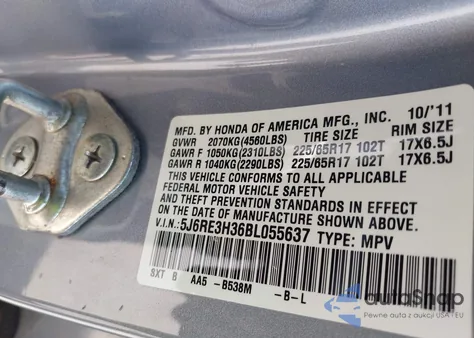 MFD. BY HONDA OF AMERICA MFG., INC. 10/'11
GVWR 2070KG(4560LBS) TIRE SIZE RIM SIZE
GAWR F 1050KG(2310LBS) 225/65R17 102T 17X6.5J
GAWR R 1040KG(2290LBS) 225/65R17 102T 17X6.5J
THIS VEHICLE CONFORMS TO ALL APPLICABLE
FEDERAL MOTOR VEHICLE SAFETY
AND THEFT PREVENTION STANDARDS IN EFFECT
ON THE DATE OF MANUFACTURE SHOWN ABOVE.
V.I.N.: 5J6RE3H36BL055637 TYPE: MPV
SXT B AA5 -B538M -B-L
autoSnap
Pewne auta z aukcji USA i EU